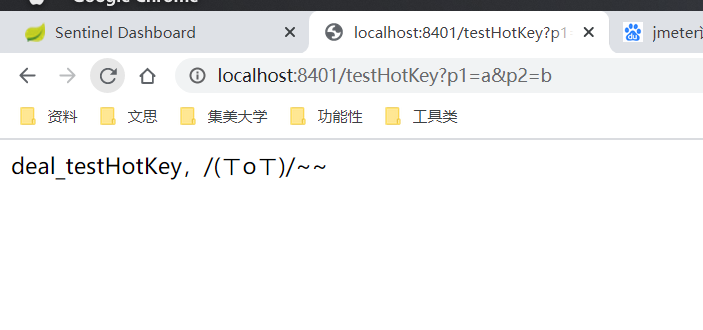 Google Chrome
Sentinel Dashboard
localhost:8401/testHotKey?p1=
jmeter
localhost:8401/testHotKey?p1=a&p2=b
资料
文思
集美大学
功能性
工具类
deal_testHotKey，/(ㄒoㄒ)/~~